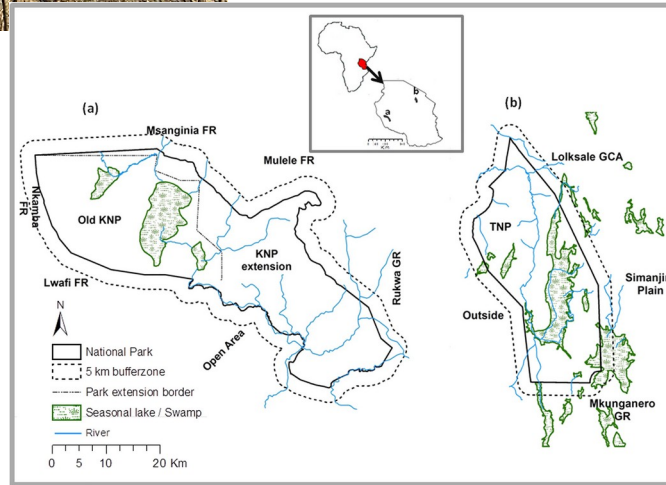 (a)
Msanginia FR
Mulele FR
Nkamba
FR
Old KNP
KNP
extension
Lwafi FR
Rukwa GR
Open Area
N
National Park
5 km bufferzone
Park extension border
Seasonal lake / Swamp
River
0 5 10 20 Km
a
b
(b)
Lolksale GCA
TNP
Simanjir
Plain
Outside
Mkunganero
GR